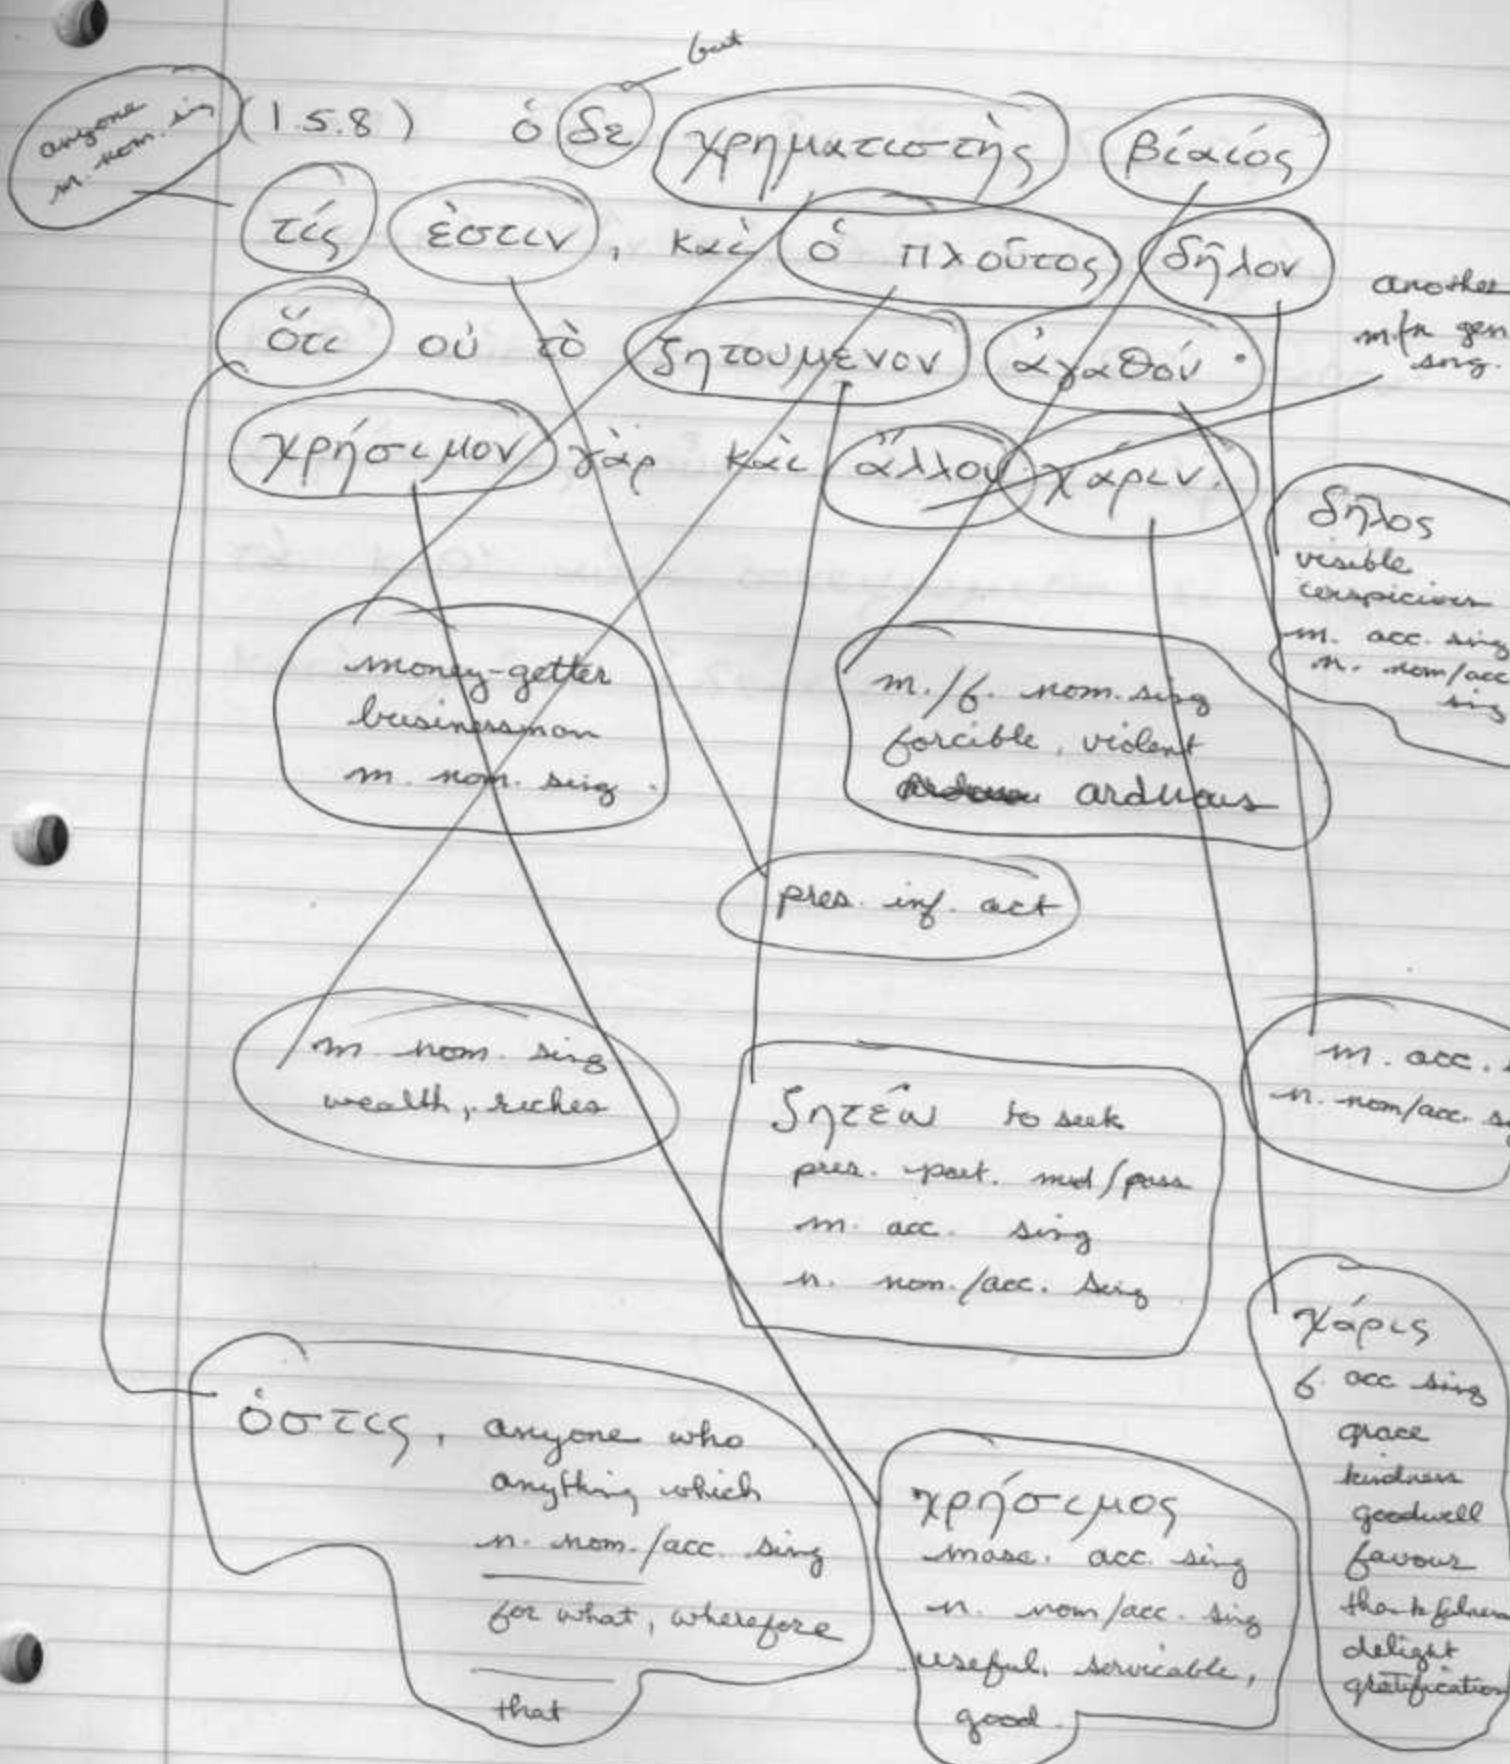 but
anyone
m. nom. sing
(1.5.8) ὁ δε χρηματιστὴς βίαιός
τίς ἐστιν, καὶ ὁ πλοῦτος δῆλον
ὅτι οὐ τὸ ζητουμενον ἀγαθόν ·
χρήσιμον γὰρ καὶ ἄλλου χάριν.
another
m/n gen
sing.
δῆλος
visible
m. acc. sing
n. nom/acc
sing
money-getter
businessman
m. nom. sing.
m./f. nom. sing
forcible, violent
arduous
pres. inf. act
m nom. sing
wealth, riches
m. acc. s
n. nom/acc. s
ζητέω to seek
pres. part. med/pass
m. acc. sing
n. nom./acc. sing
ὁστις, anyone who,
anything which
n. nom./acc. sing
for what, wherefore
that
χρήσιμος
masc. acc. sing
n. nom/acc. sing
useful, servicable,
good.
χάρις
f. acc sing
grace
kindness
goodwell
favour
thankfulness
delight
gratification